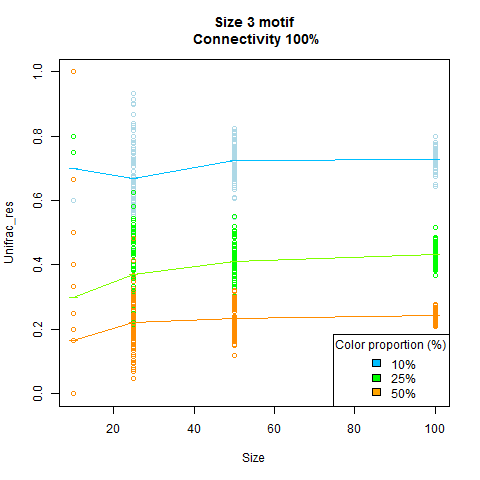 Size 3 motif
Connectivity 100%
Unifrac_res
0.0
0.2
0.4
0.6
0.8
1.0
20
40
60
80
100
Size
Color proportion (%)
10%
25%
50%